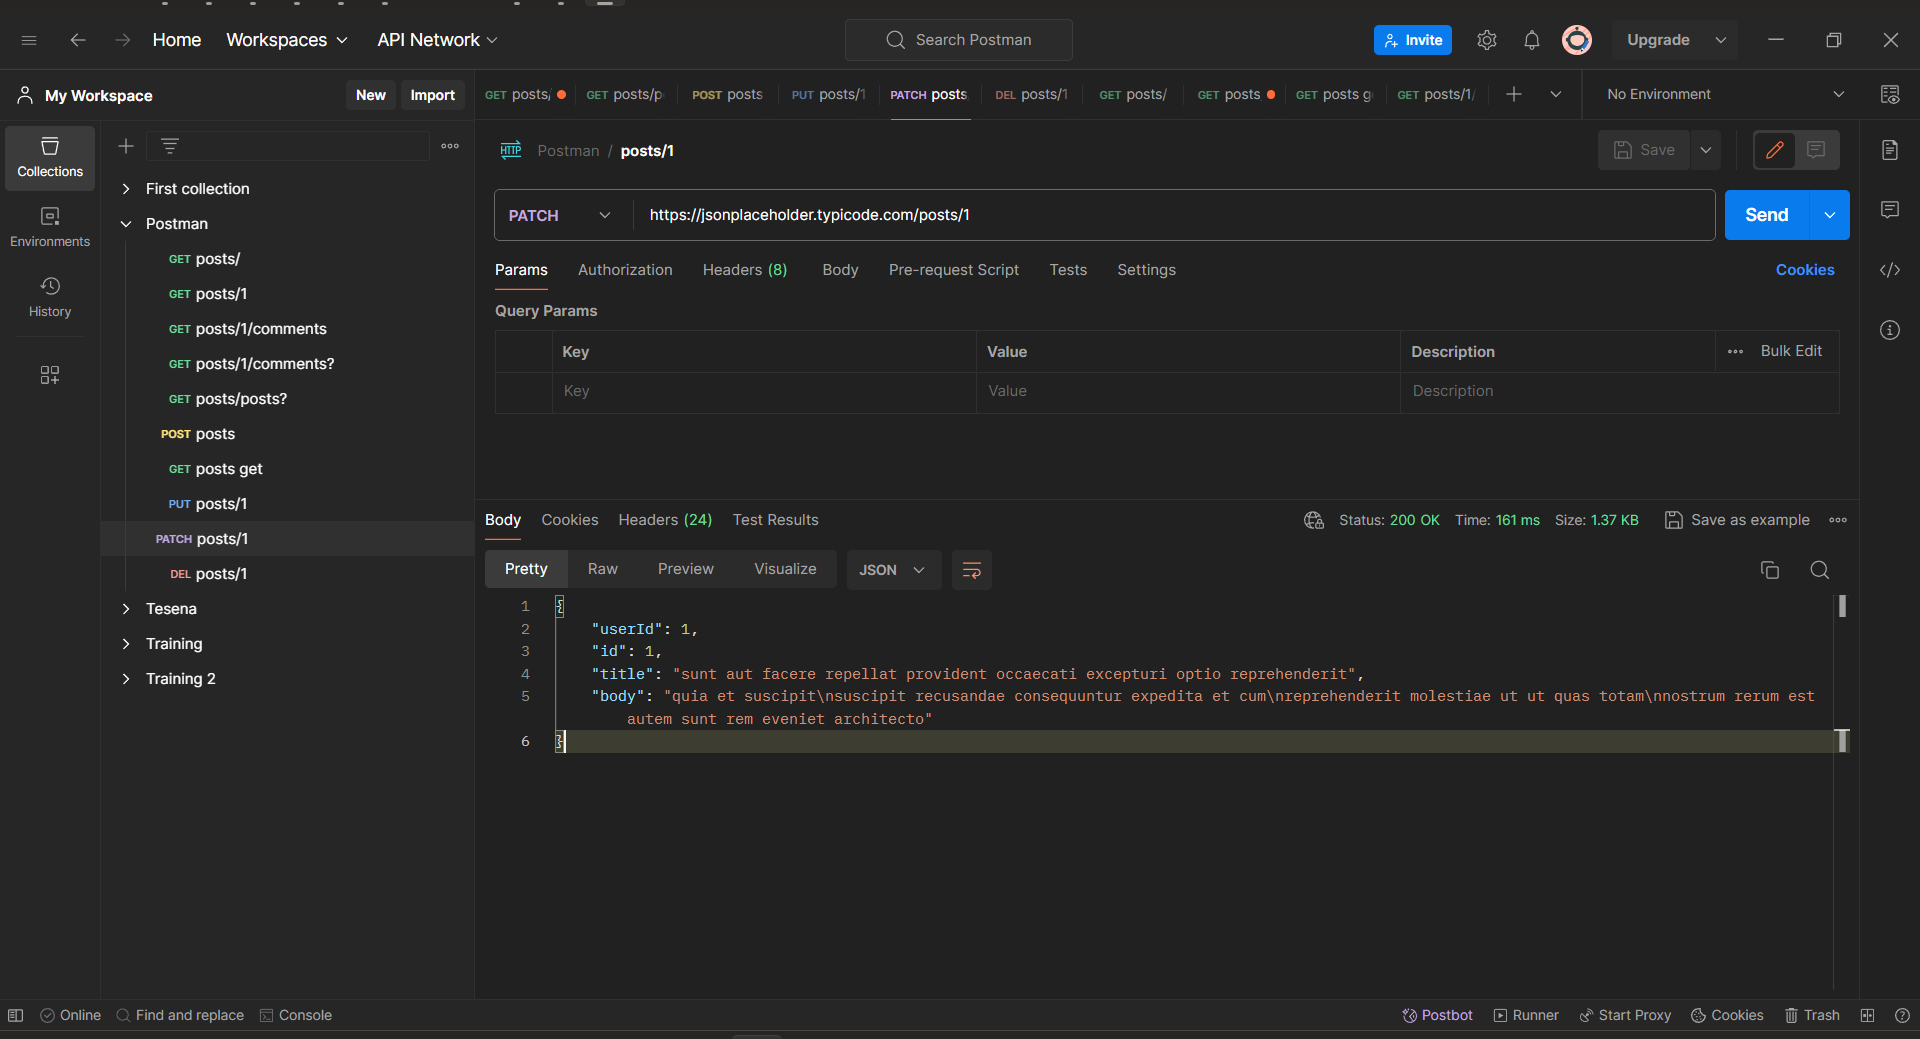 Home Workspaces API Network Search Postman Invite Upgrade
My Workspace New Import GET posts/ GET posts/p POST posts PUT posts/1 PATCH posts DEL posts/1 GET posts/ GET posts GET posts g GET posts/1/ No Environment
Collections
Environments
History
First collection
Postman
GET posts/
GET posts/1
GET posts/1/comments
GET posts/1/comments?
GET posts/posts?
POST posts
GET posts get
PUT posts/1
PATCH posts/1
DEL posts/1
Tesena
Training
Training 2
HTTP Postman / posts/1 Save
PATCH https://jsonplaceholder.typicode.com/posts/1 Send
Params Authorization Headers (8) Body Pre-request Script Tests Settings Cookies
Query Params
Key Value Description Bulk Edit
Key Value Description
Body Cookies Headers (24) Test Results Status: 200 OK Time: 161 ms Size: 1.37 KB Save as example
Pretty Raw Preview Visualize JSON
1 {
2 "userId": 1,
3 "id": 1,
4 "title": "sunt aut facere repellat provident occaecati excepturi optio reprehenderit",
5 "body": "quia et suscipit\nsuscipit recusandae consequuntur expedita et cum\nreprehenderit molestiae ut ut quas totam\nnostrum rerum est
autem sunt rem eveniet architecto"
6 }
Online Find and replace Console Postbot Runner Start Proxy Cookies Trash